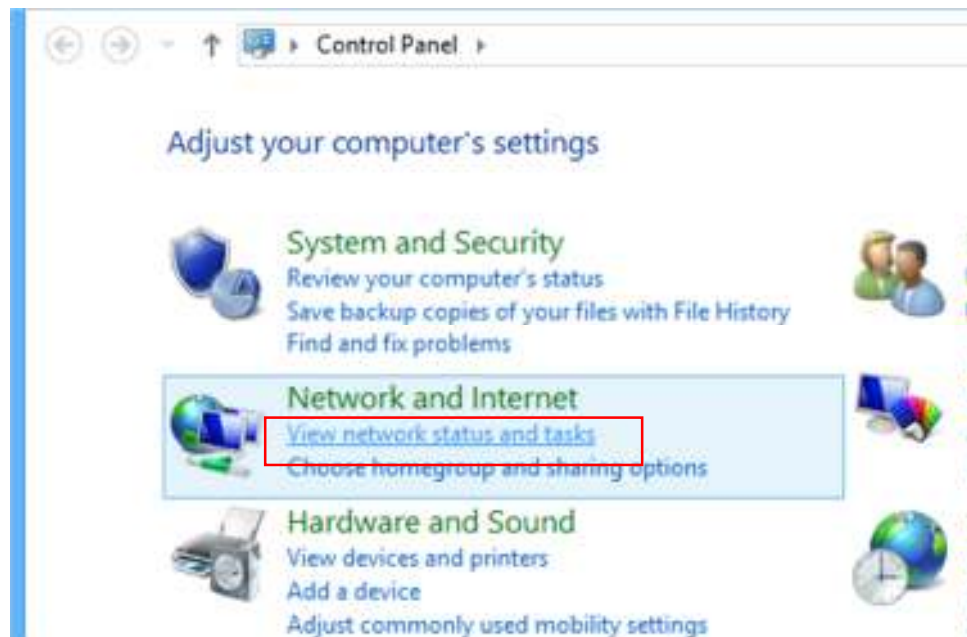 Control Panel
Adjust your computer's settings
System and Security
Review your computer's status
Save backup copies of your files with File History
Find and fix problems
Network and Internet
View network status and tasks
Choose homegroup and sharing options
Hardware and Sound
View devices and printers
Add a device
Adjust commonly used mobility settings